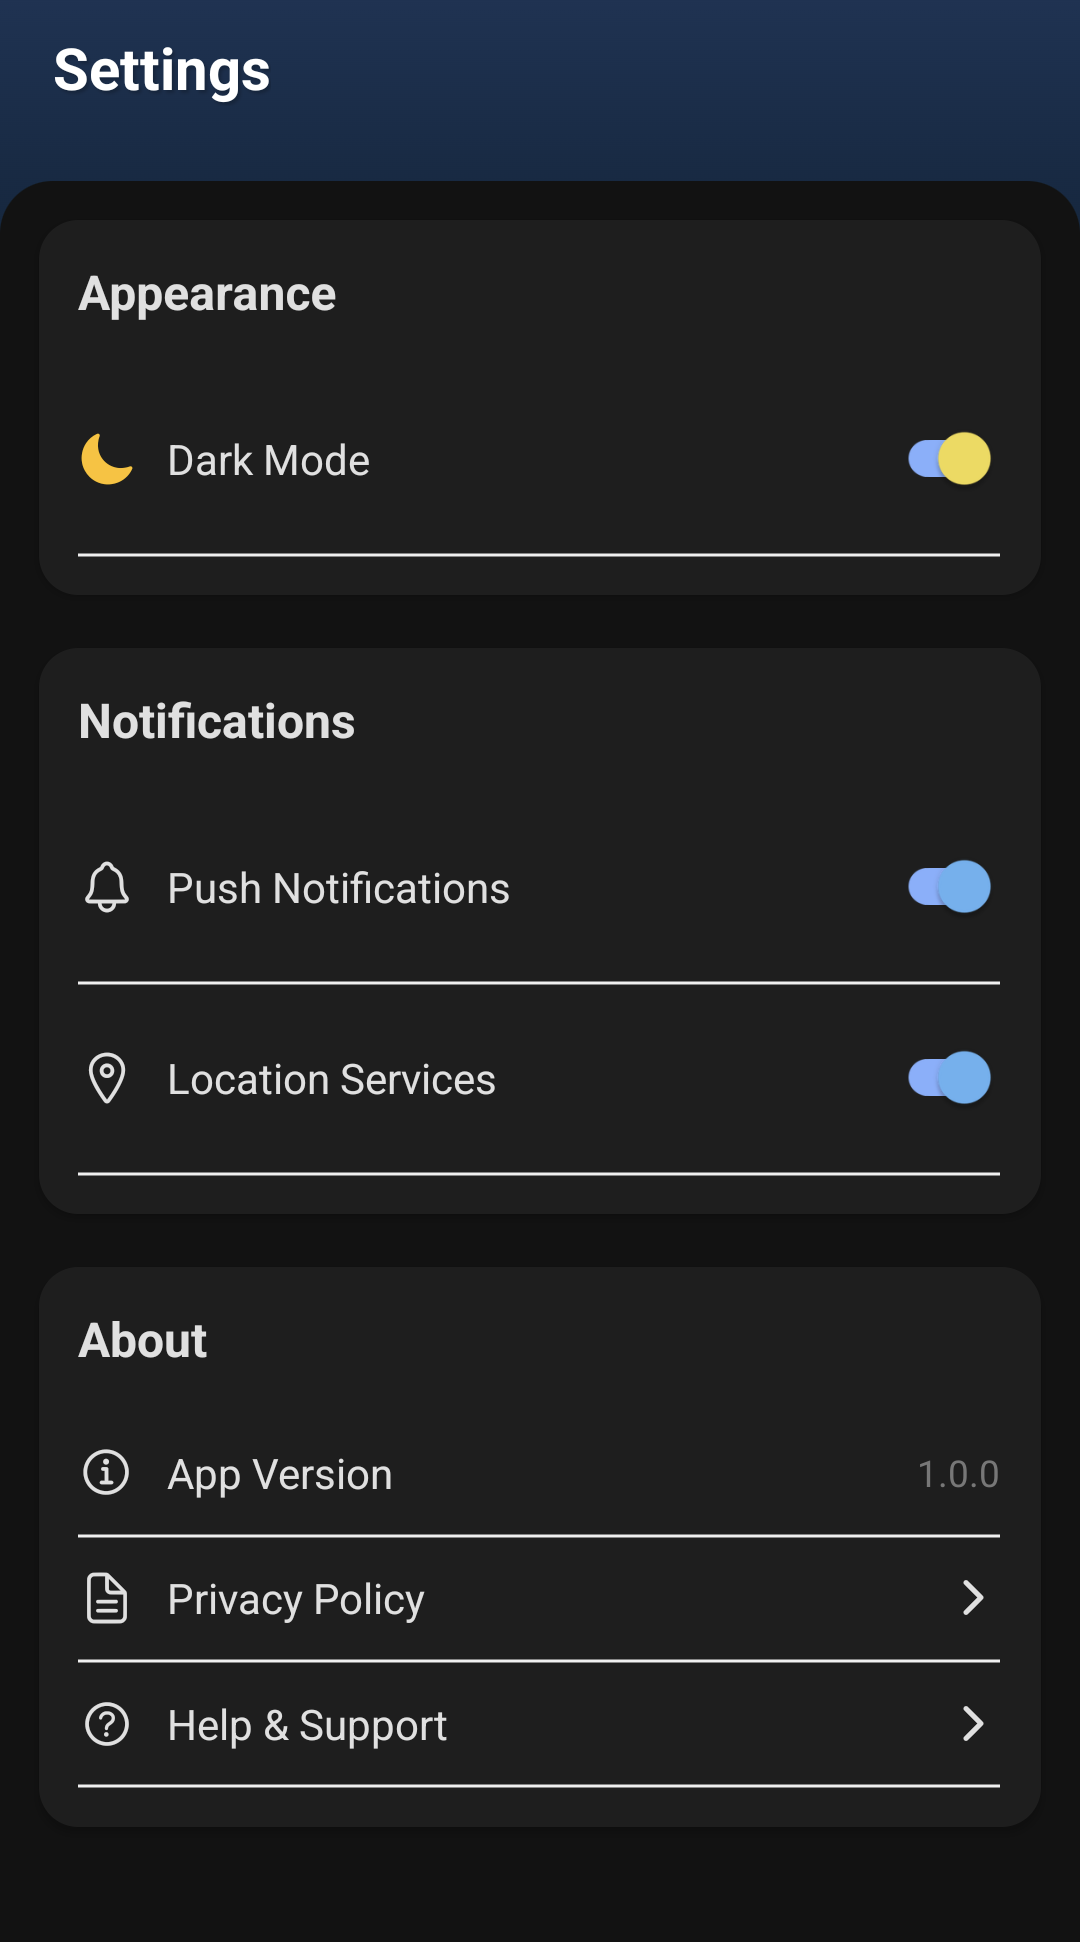 Settings
Appearance
Dark Mode
Notifications
Push Notifications
Location Services
About
App Version 1.0.0
Privacy Policy
Help & Support